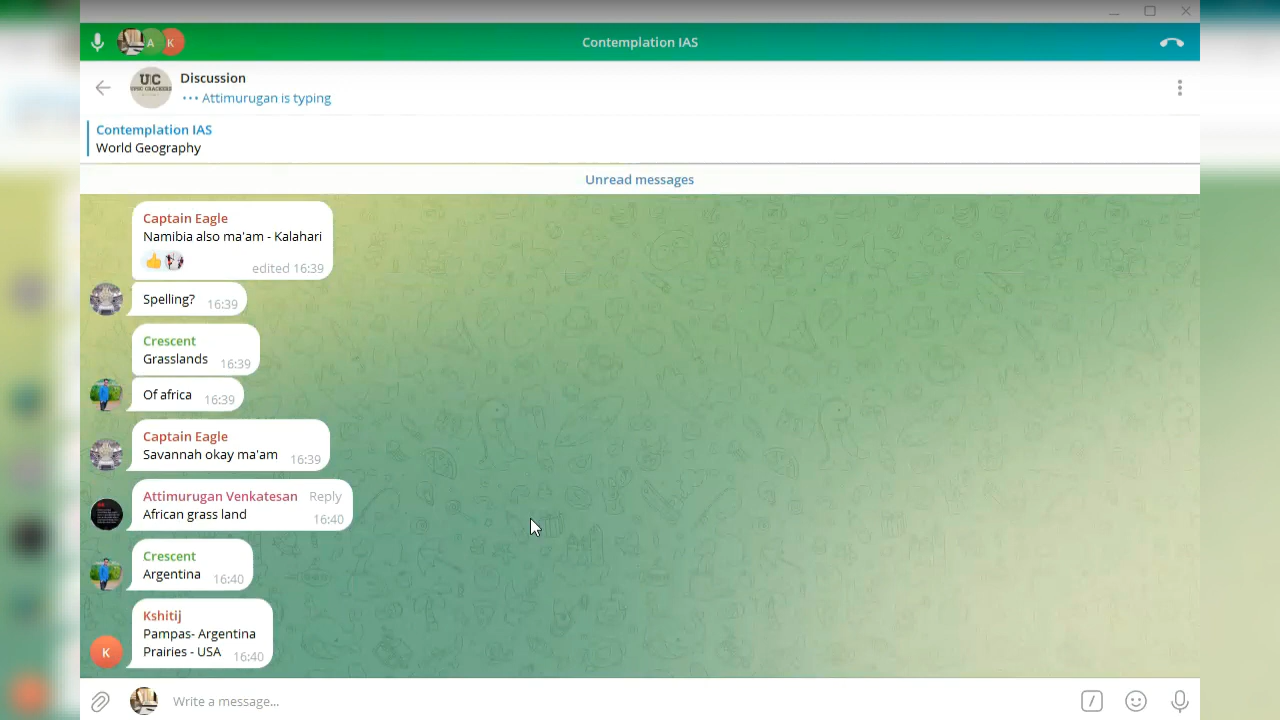 A
K
Contemplation IAS
UC
UPSC CRACKERS
Discussion
Attimurugan is typing
Contemplation IAS
World Geography
Unread messages
Captain Eagle
Namibia also ma'am - Kalahari
edited 16:39
Spelling? 16:39
Crescent
Grasslands 16:39
Of africa 16:39
Captain Eagle
Savannah okay ma'am 16:39
Attimurugan Venkatesan Reply
African grass land 16:40
Crescent
Argentina 16:40
Kshitij
Pampas- Argentina
K
Prairies - USA 16:40
Write a message...